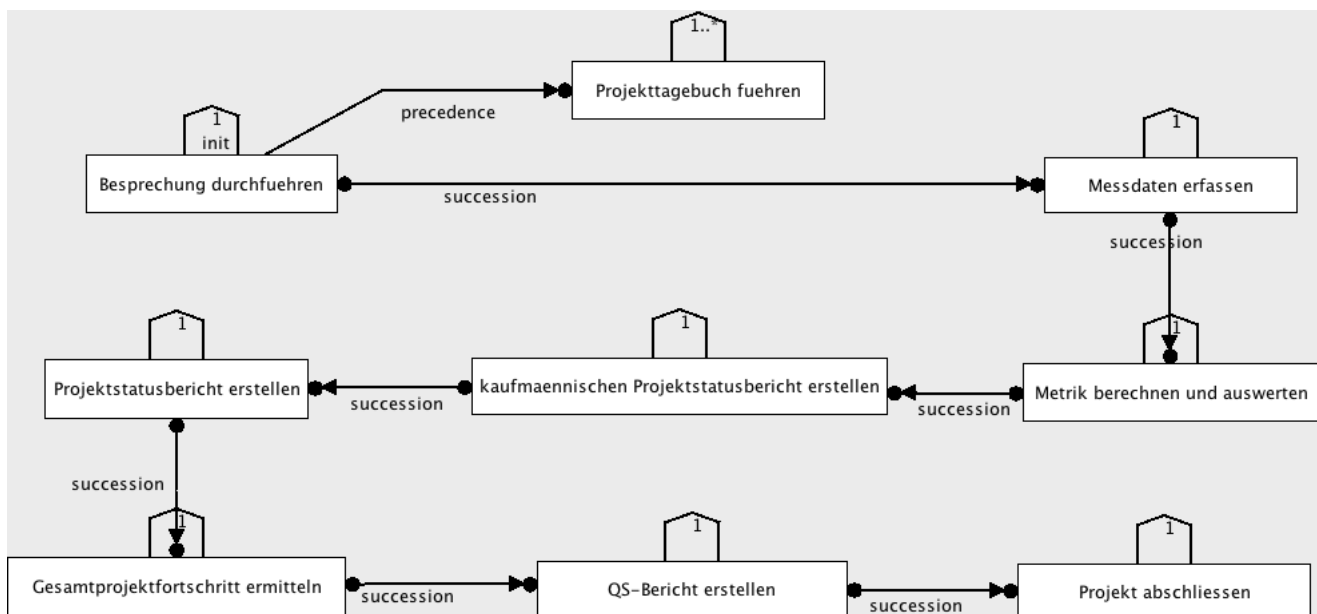 1..*
Projekttagebuch fuehren
precedence
1
init
Besprechung durchfuehren
succession
1
Messdaten erfassen
succession
1
Projektstatusbericht erstellen
succession
1
kaufmaennischen Projektstatusbericht erstellen
succession
1
Metrik berechnen und auswerten
succession
1
Gesamtprojektfortschritt ermitteln
succession
1
QS-Bericht erstellen
succession
1
Projekt abschliessen